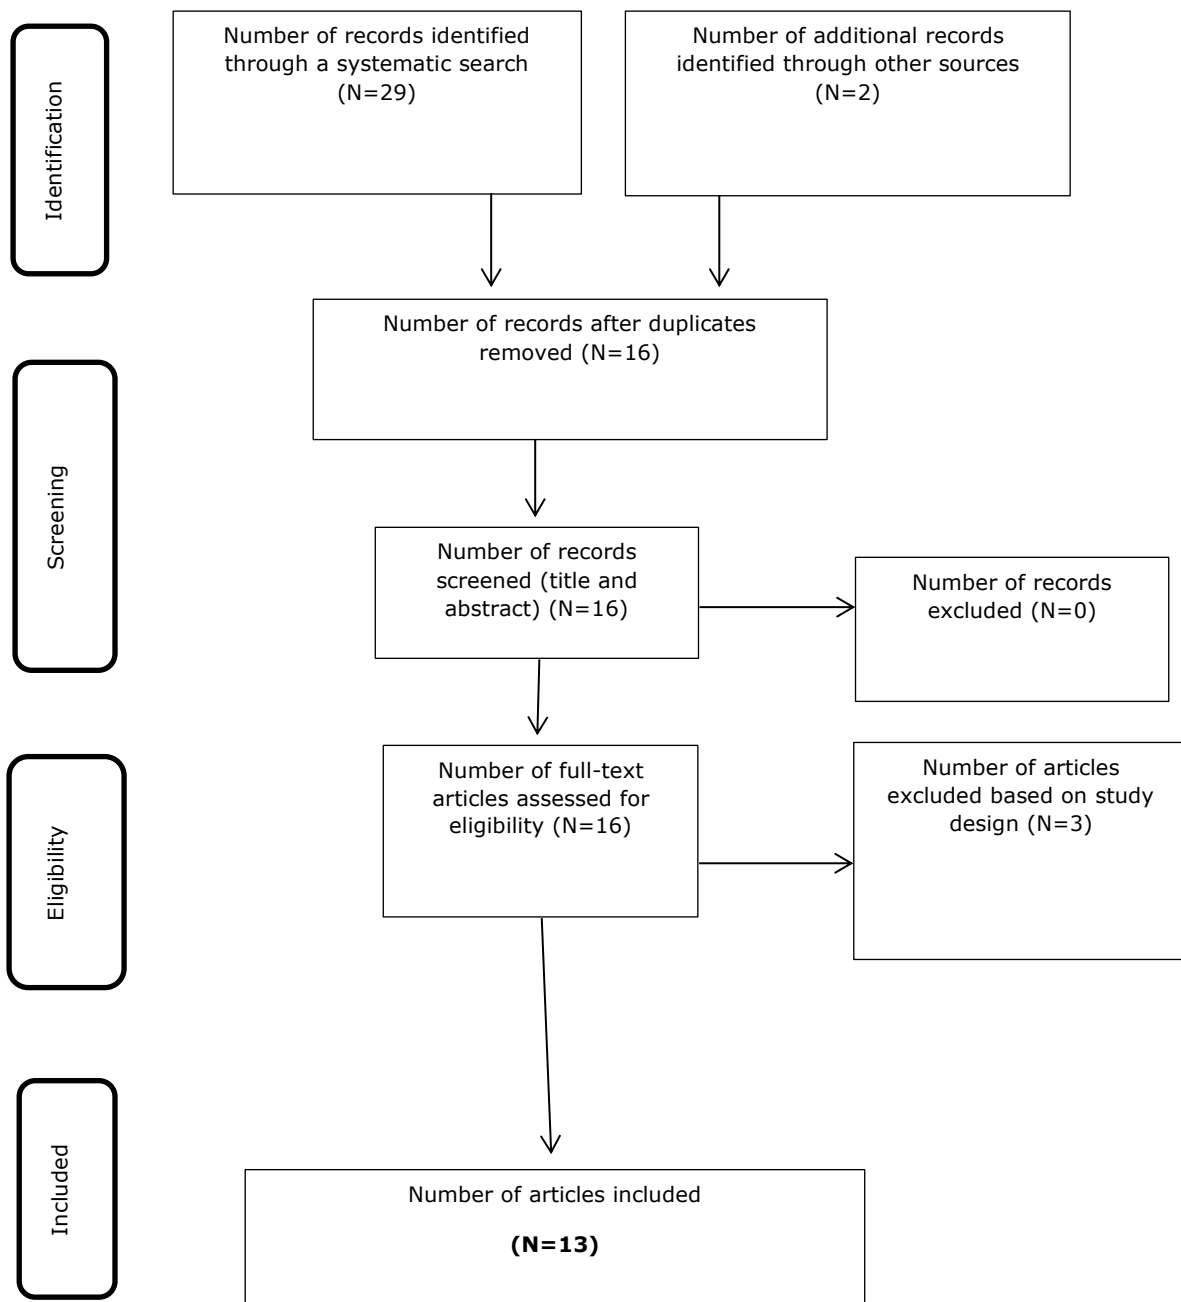 Identification
Number of records identified
through a systematic search
(N=29)
Number of additional records
identified through other sources
(N=2)
Number of records after duplicates
removed (N=16)
Screening
Number of records
screened (title and
abstract) (N=16)
Number of records
excluded (N=0)
Eligibility
Number of full-text
articles assessed for
eligibility (N=16)
Number of articles
excluded based on study
design (N=3)
Included
Number of articles included
(N=13)